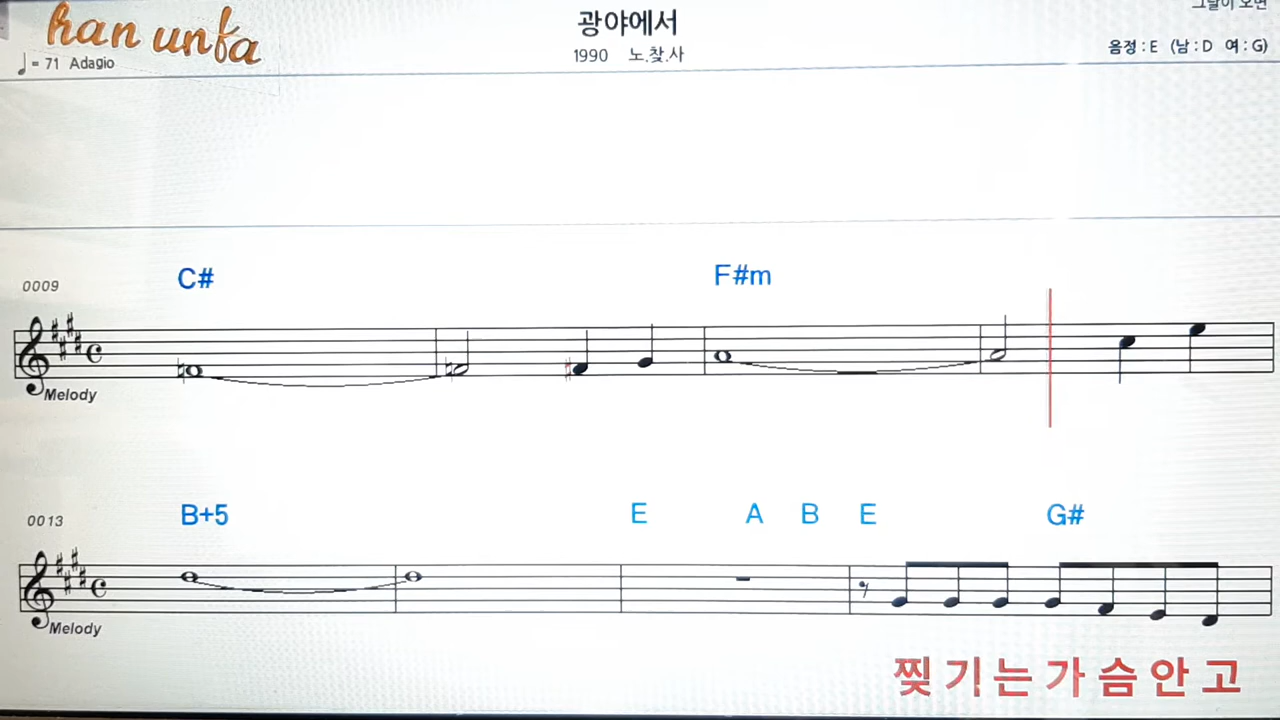 han unfa
♩= 71 Adagio
광야에서
1990 노.찾.사
그날이 오면
음정 : E (남 : D 여 : G)
0009
C# F#m
Melody
0013
B+5 E A B E G#
Melody
찢 기 는 가 슴 안 고